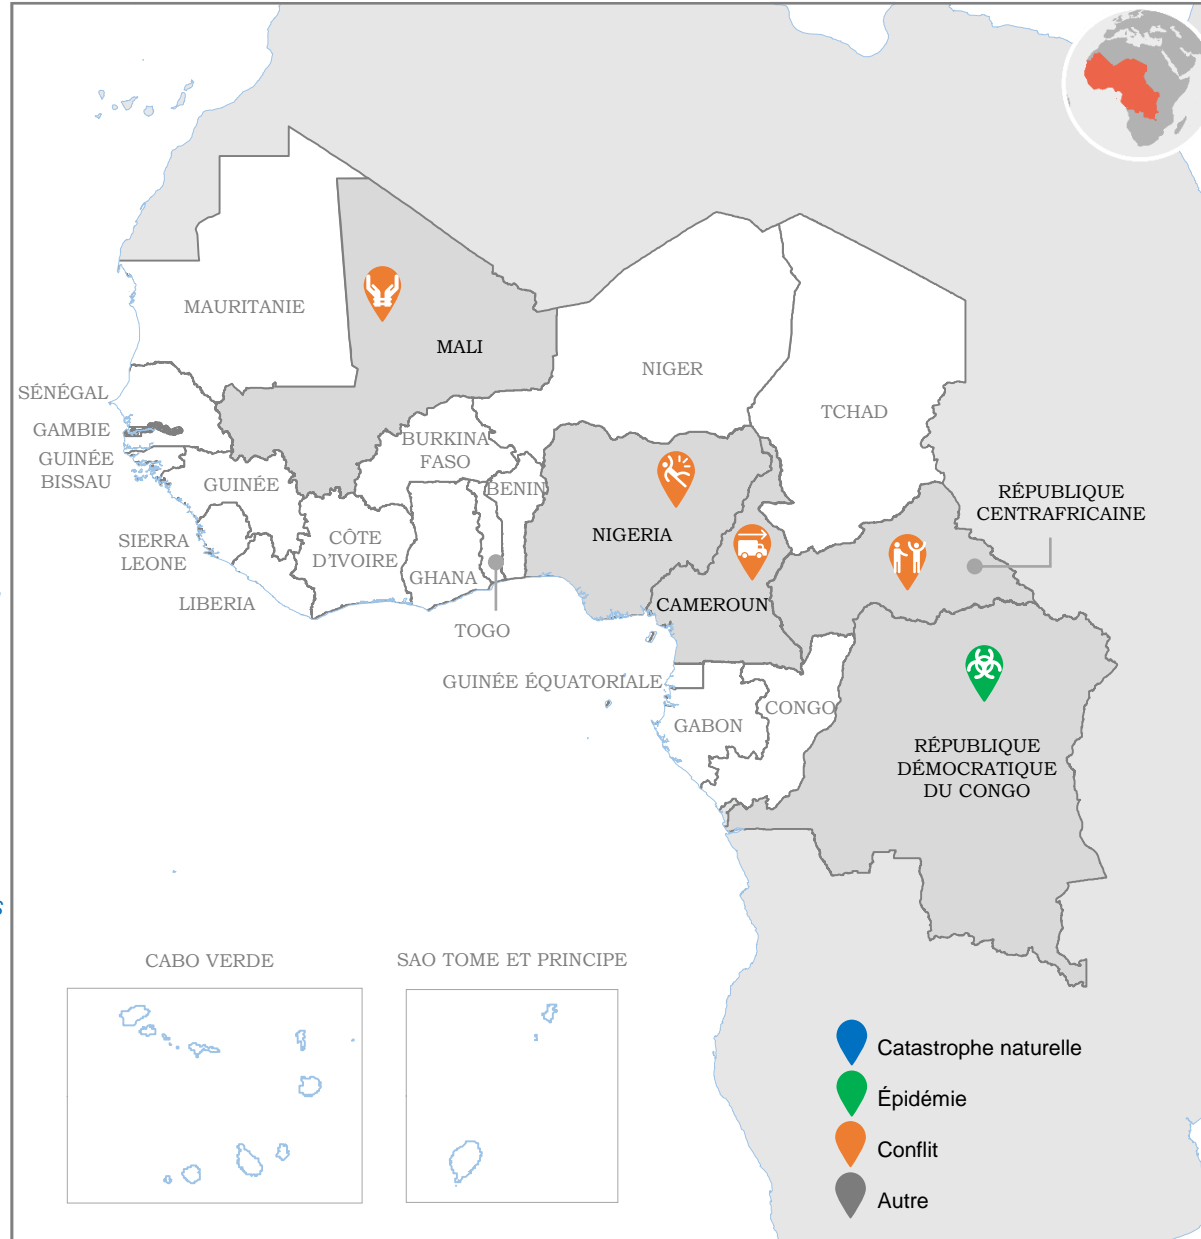 MAURITANIE
MALI
NIGER
TCHAD
SÉNÉGAL
GAMBIE
GUINÉE
BISSAU
GUINÉE
BURKINA
FASO
BENIN
SIERRA
LEONE
CÔTE
D'IVOIRE
GHANA
LIBERIA
TOGO
NIGERIA
CAMEROUN
RÉPUBLIQUE
CENTRAFRICAINE
GUINÉE ÉQUATORIALE
GABON
CONGO
RÉPUBLIQUE
DÉMOCRATIQUE
DU CONGO
CABO VERDE
SAO TOME ET PRINCIPE
Catastrophe naturelle
Épidémie
Conflit
Autre